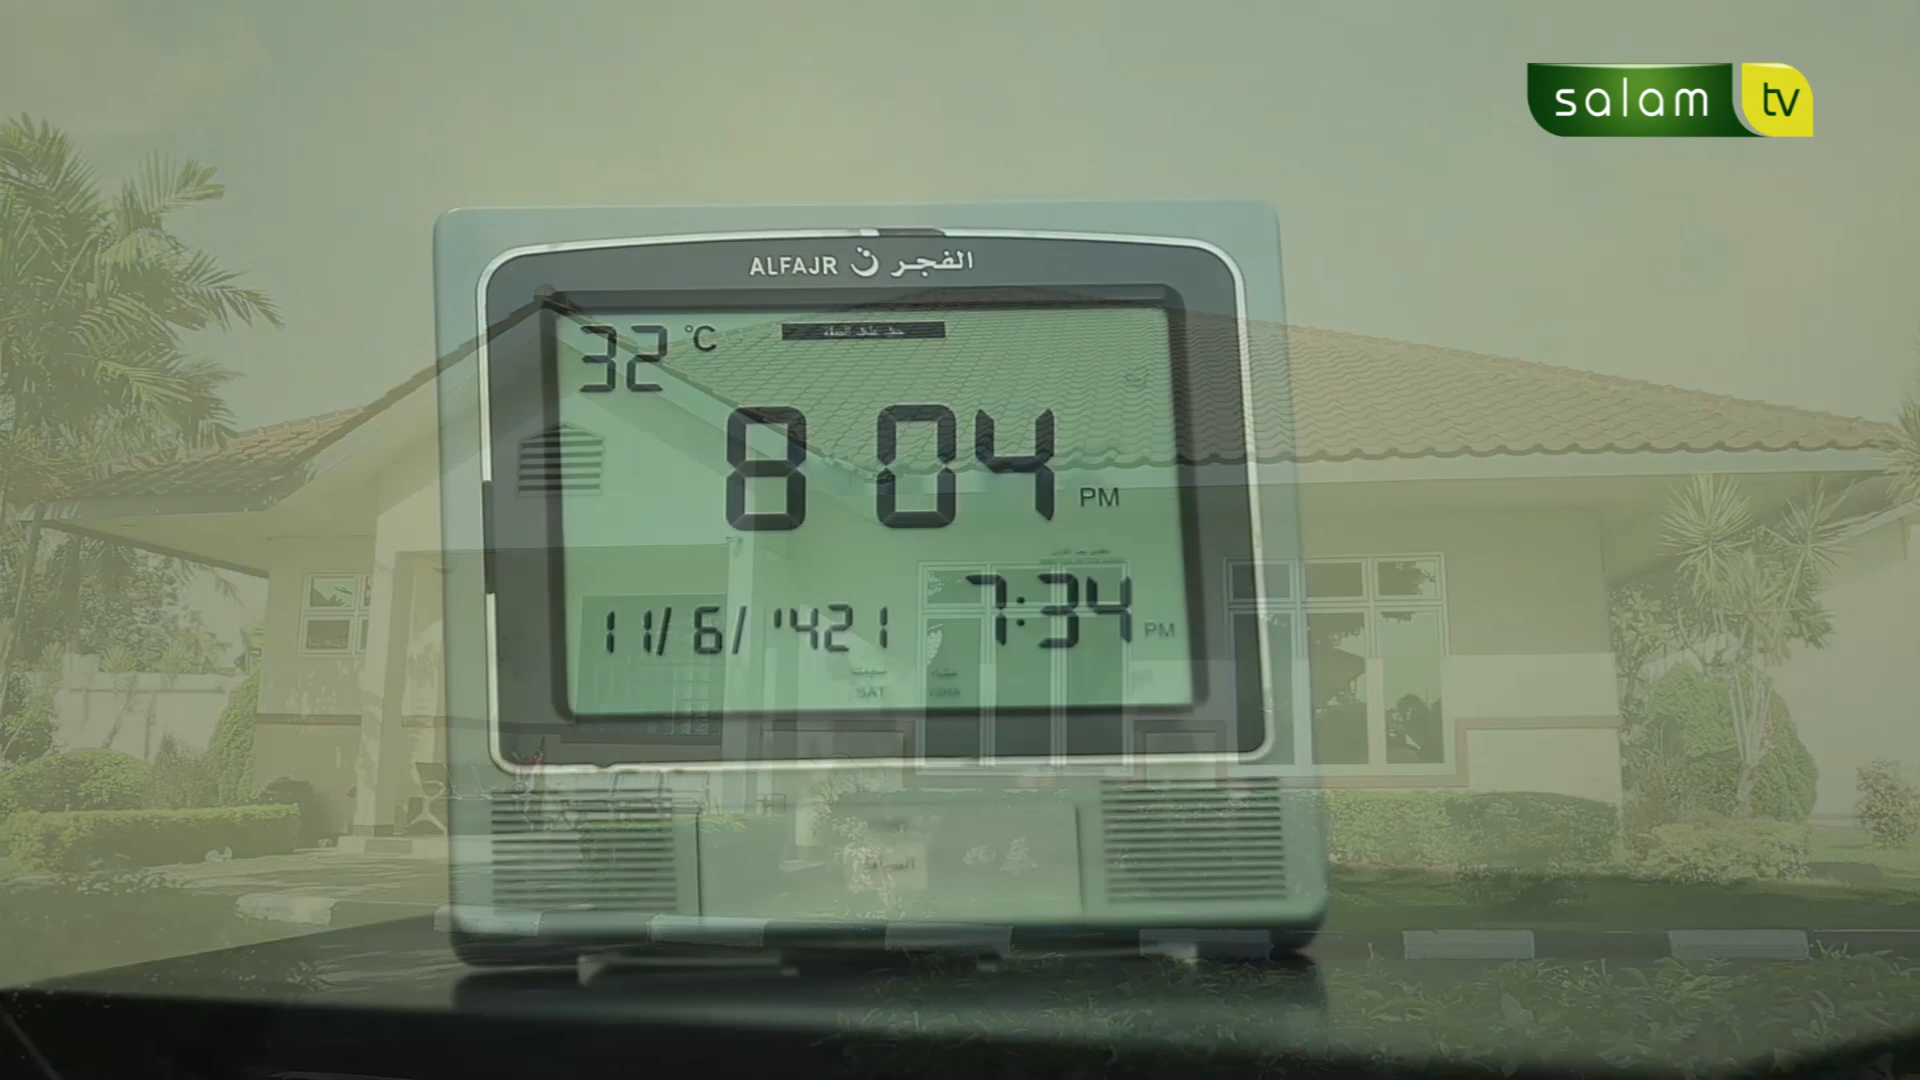 salam tv
ALFAJR الفجر
32 °C
8 04 PM
7:34 PM
11/ 6/ 1421
SAT